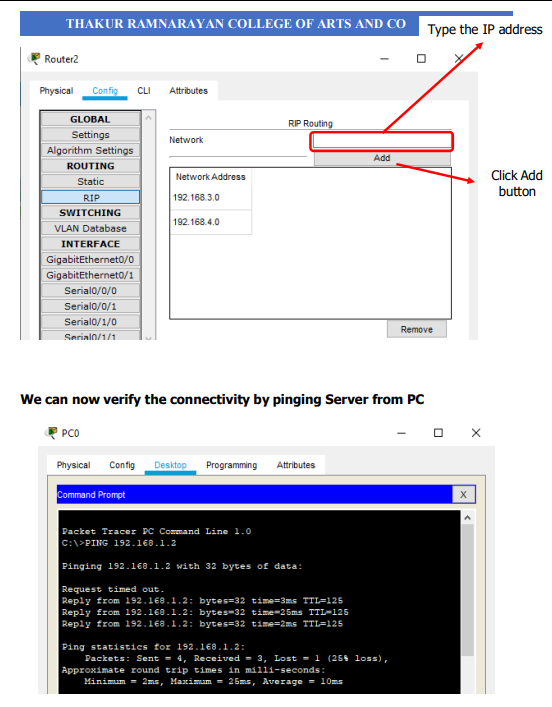 THAKUR RAMNARAYAN COLLEGE OF ARTS AND CO
Type the IP address
Router2
Physical Config CLI Attributes
GLOBAL
Settings
Algorithm Settings
ROUTING
Static
RIP
SWITCHING
VLAN Database
INTERFACE
GigabitEthernet0/0
GigabitEthernet0/1
Serial0/0/0
Serial0/0/1
Serial0/1/0
Serial0/1/1
RIP Routing
Network
Add
Network Address
192.168.3.0
192.168.4.0
Remove
Click Add
button
We can now verify the connectivity by pinging Server from PC
PC0
Physical Config Desktop Programming Attributes
Command Prompt
X
Packet Tracer PC Command Line 1.0
C:\>PING 192.168.1.2
Pinging 192.168.1.2 with 32 bytes of data:
Request timed out.
Reply from 192.168.1.2: bytes=32 time=3ms TTL=125
Reply from 192.168.1.2: bytes=32 time=25ms TTL=125
Reply from 192.168.1.2: bytes=32 time=2ms TTL=125
Ping statistics for 192.168.1.2:
Packets: Sent = 4, Received = 3, Lost = 1 (25% loss),
Approximate round trip times in milli-seconds:
Minimum = 2ms, Maximum = 25ms, Average = 10ms